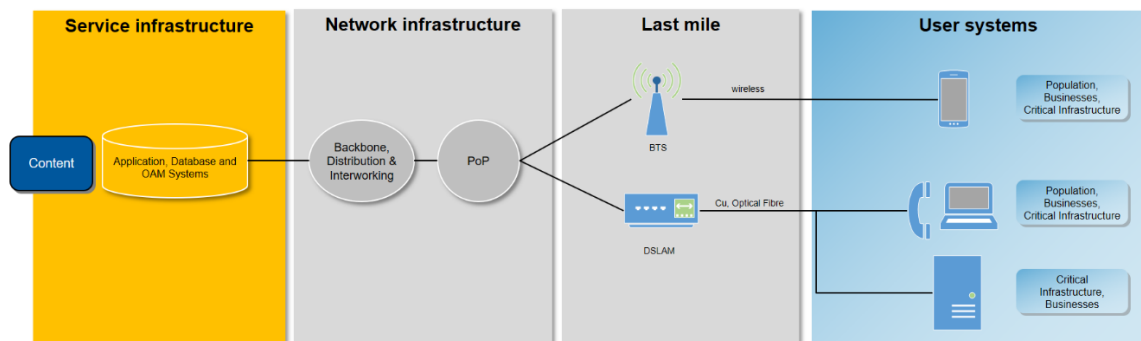 Service infrastructure
Network infrastructure
Last mile
User systems
Content
Application, Database and
OAM Systems
Backbone,
Distribution &
Interworking
PoP
BTS
wireless
Population,
Businesses,
Critical Infrastructure
DSLAM
Cu, Optical Fibre
Population,
Businesses,
Critical Infrastructure
Critical
Infrastructure,
Businesses